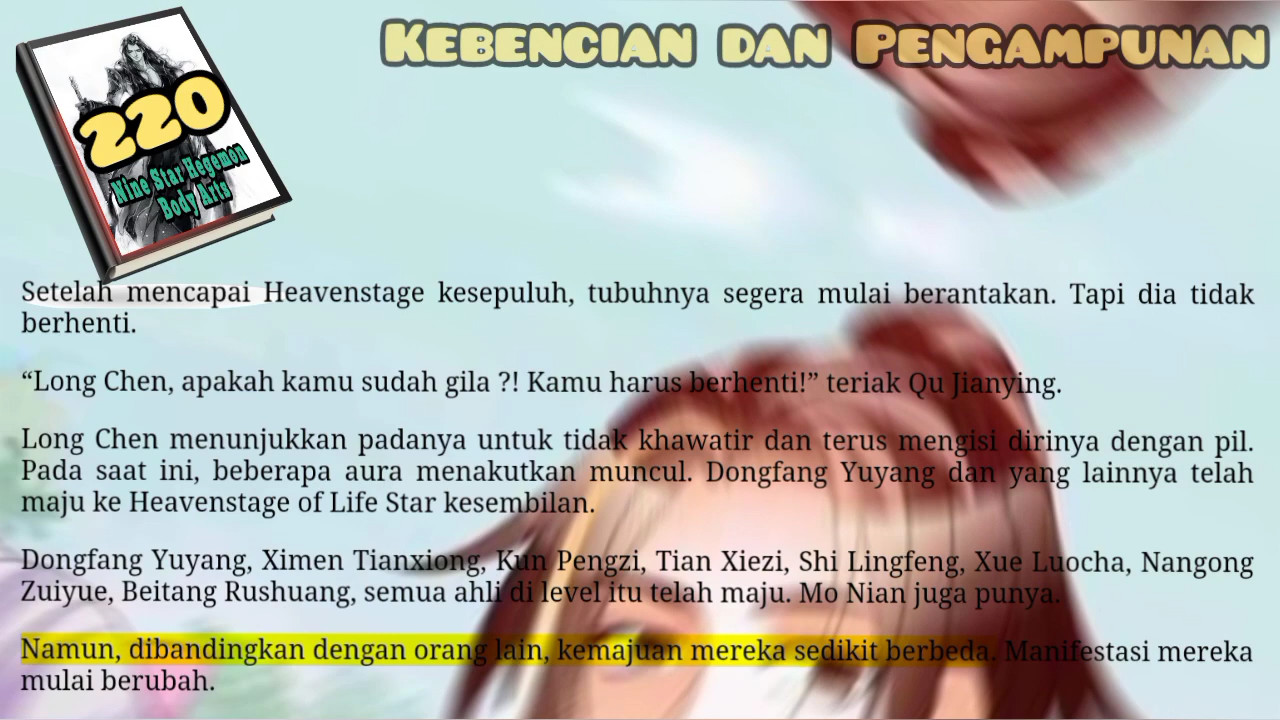 Kebencian dan Pengampunan
220
Nine Star Hegemon
Body Arts
Setelah mencapai Heavenstage kesepuluh, tubuhnya segera mulai berantakan. Tapi dia tidak
berhenti.
“Long Chen, apakah kamu sudah gila ?! Kamu harus berhenti!” teriak Qu Jianying.
Long Chen menunjukkan padanya untuk tidak khawatir dan terus mengisi dirinya dengan pil.
Pada saat ini, beberapa aura menakutkan muncul. Dongfang Yuyang dan yang lainnya telah
maju ke Heavenstage of Life Star kesembilan.
Dongfang Yuyang, Ximen Tianxiong, Kun Pengzi, Tian Xiezi, Shi Lingfeng, Xue Luocha, Nangong
Zuiyue, Beitang Rushuang, semua ahli di level itu telah maju. Mo Nian juga punya.
Namun, dibandingkan dengan orang lain, kemajuan mereka sedikit berbeda. Manifestasi mereka
mulai berubah.